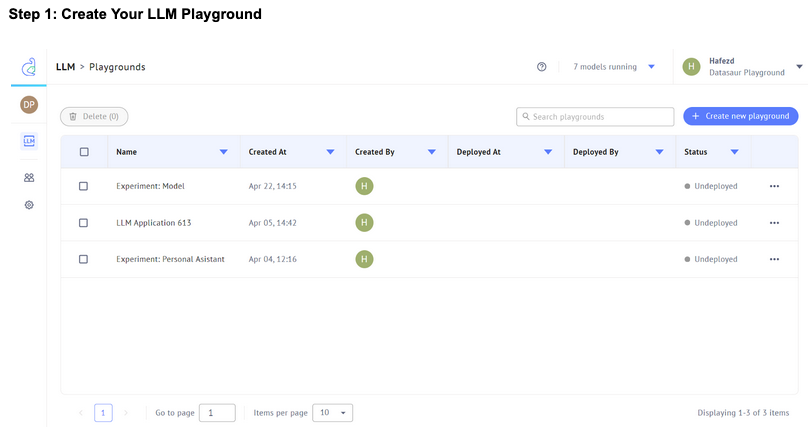 Step 1: Create Your LLM Playground
LLM > Playgrounds
7 models running
H
Hafezd
Datasaur Playground
DP
LLM
Delete (0)
Search playgrounds
+ Create new playground
Name Created At Created By Deployed At Deployed By Status
Experiment: Model Apr 22, 14:15 H Undeployed
LLM Application 613 Apr 05, 14:42 H Undeployed
Experiment: Personal Asistant Apr 04, 12:16 H Undeployed
1 Go to page 1 Items per page 10 Displaying 1-3 of 3 items